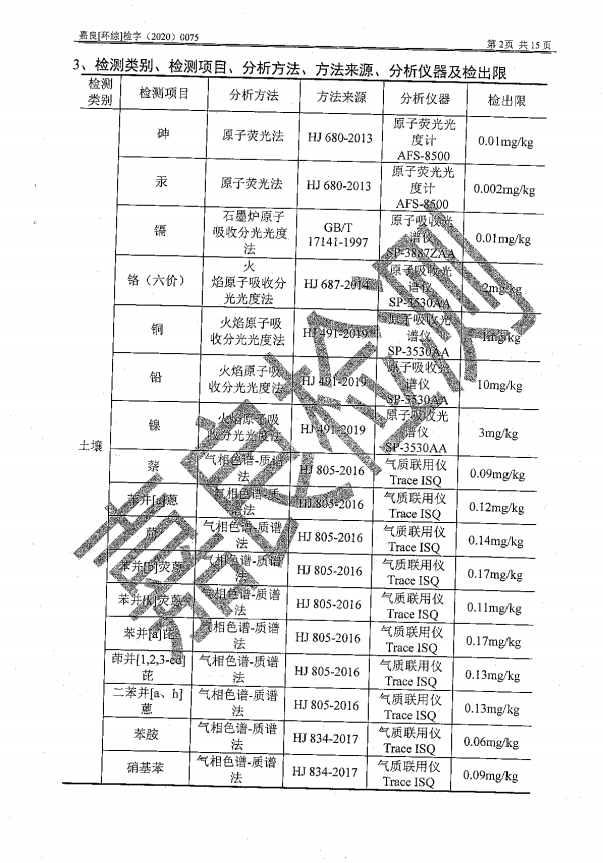 嘉良[环综]检字（2020）0075
第 2页 共 15 页
3、检测类别、检测项目、分析方法、方法来源、分析仪器及检出限
检测
类别
检测项目
分析方法
方法来源
分析仪器
检出限
土壤
砷
原子荧光法
HJ 680-2013
原子荧光光
度计
AFS-8500
0.01mg/kg
汞
原子荧光法
HJ 680-2013
原子荧光光
度计
AFS-8500
0.002mg/kg
镉
石墨炉原子
吸收分光光度
法
GB/T
17141-1997
原子吸收光
谱仪
SP-3887ZAA
0.01mg/kg
铬（六价）
火
焰原子吸收分
光光度法
HJ 687-2014
原子吸收光
谱仪
SP-3530AA
2mg/kg
铜
火焰原子吸
收分光光度法
HJ 491-2019
原子吸收光
谱仪
SP-3530AA
1mg/kg
铅
火焰原子吸
收分光光度法
HJ 491-2019
原子吸收光
谱仪
SP-3530AA
10mg/kg
镍
火焰原子吸
收分光光度法
HJ 491-2019
原子吸收光
谱仪
SP-3530AA
3mg/kg
萘
气相色谱-质谱
法
HJ 805-2016
气质联用仪
Trace ISQ
0.09mg/kg
苯并[a]蒽
气相色谱-质谱
法
HJ 805-2016
气质联用仪
Trace ISQ
0.12mg/kg
䓛
气相色谱-质谱
法
HJ 805-2016
气质联用仪
Trace ISQ
0.14mg/kg
苯并[b]荧蒽
气相色谱-质谱
法
HJ 805-2016
气质联用仪
Trace ISQ
0.17mg/kg
苯并[k]荧蒽
气相色谱-质谱
法
HJ 805-2016
气质联用仪
Trace ISQ
0.11mg/kg
苯并[a]芘
气相色谱-质谱
法
HJ 805-2016
气质联用仪
Trace ISQ
0.17mg/kg
茚并[1,2,3-cd]
芘
气相色谱-质谱
法
HJ 805-2016
气质联用仪
Trace ISQ
0.13mg/kg
二苯并[a、h]
蒽
气相色谱-质谱
法
HJ 805-2016
气质联用仪
Trace ISQ
0.13mg/kg
苯胺
气相色谱-质谱
法
HJ 834-2017
气质联用仪
Trace ISQ
0.06mg/kg
硝基苯
气相色谱-质谱
法
HJ 834-2017
气质联用仪
Trace ISQ
0.09mg/kg
嘉良检测